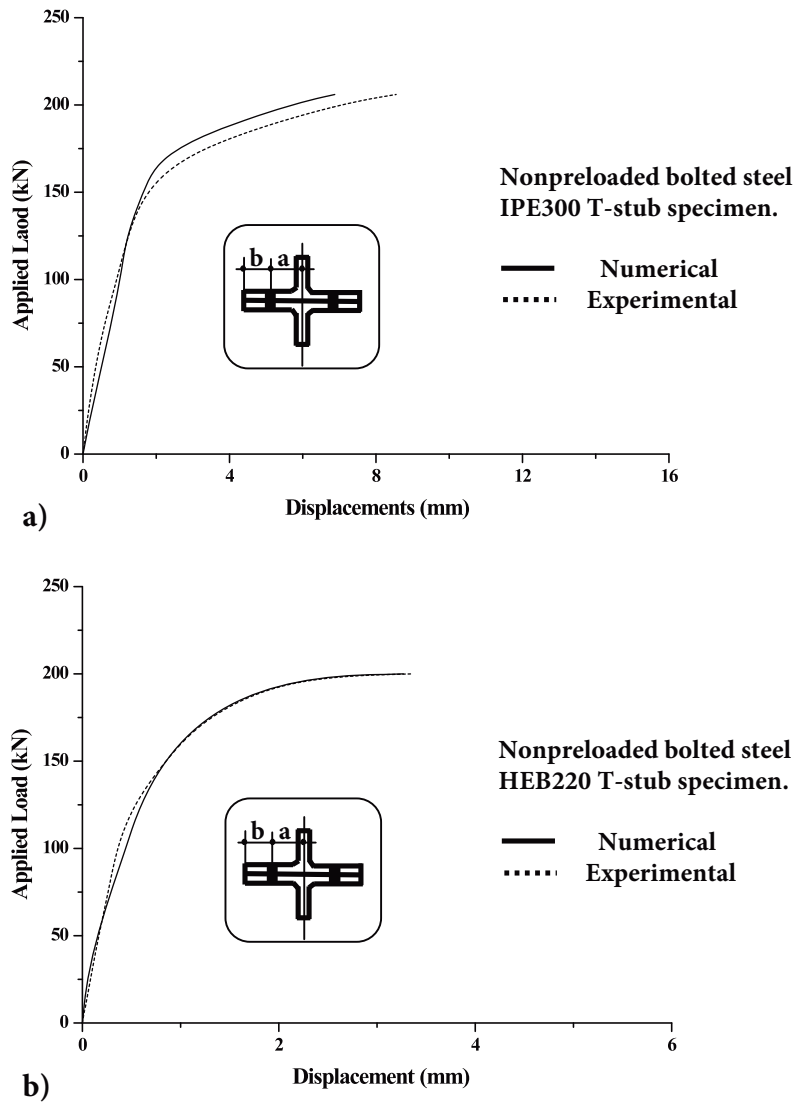 250
200
150
100
50
0
Applied Laod (kN)
Nonpreloaded bolted steel
IPE300 T-stub specimen.
Numerical
Experimental
b a
0 4 8 12 16
Displacements (mm)
a)
250
200
150
100
50
0
Applied Load (kN)
Nonpreloaded bolted steel
HEB220 T-stub specimen.
Numerical
Experimental
b a
0 2 4 6
Displacement (mm)
b)